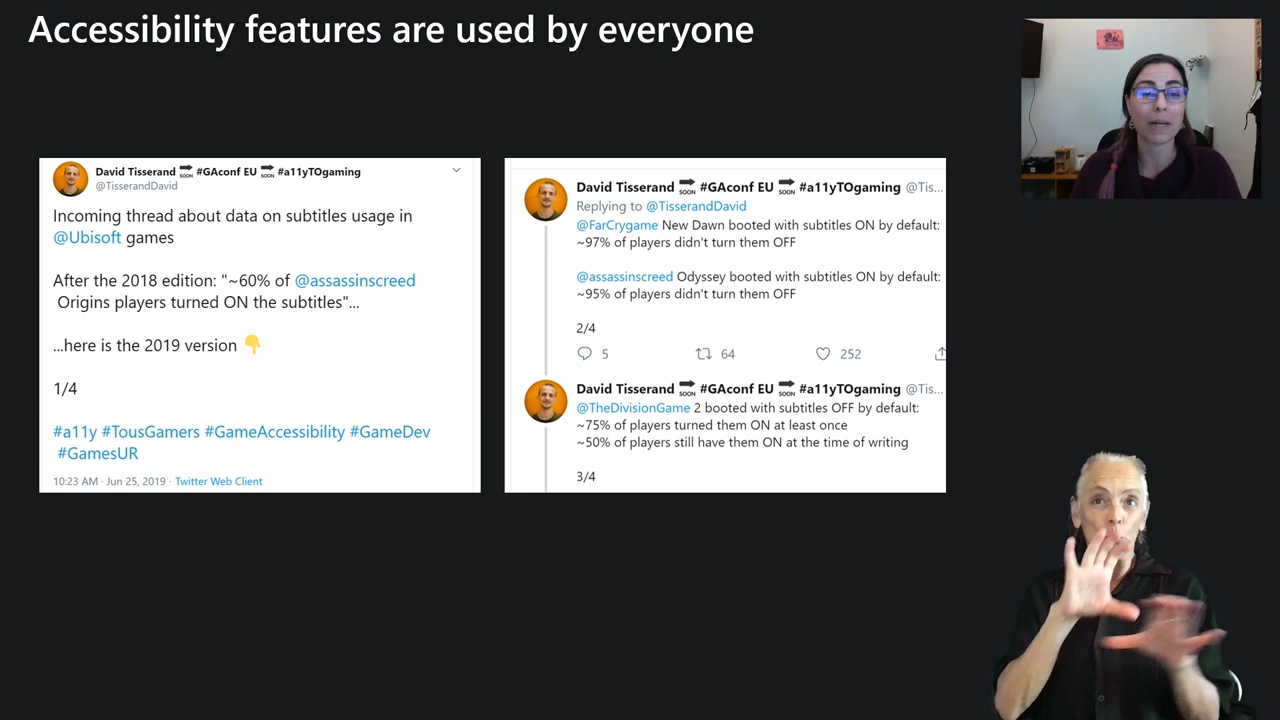 Accessibility features are used by everyone
David Tisserand 🔜 #GAconf EU 🔜 #a11yTOgaming
@TisserandDavid
Incoming thread about data on subtitles usage in
@Ubisoft games
After the 2018 edition: "~60% of @assassinscreed
Origins players turned ON the subtitles"...
...here is the 2019 version 👇
1/4
#a11y #TousGamers #GameAccessibility #GameDev
#GamesUR
10:23 AM · Jun 25, 2019 · Twitter Web Client
David Tisserand 🔜 #GAconf EU 🔜 #a11yTOgaming @Tis...
Replying to @TisserandDavid
@FarCrygame New Dawn booted with subtitles ON by default:
~97% of players didn't turn them OFF
@assassinscreed Odyssey booted with subtitles ON by default:
~95% of players didn't turn them OFF
2/4
5 64 252
David Tisserand 🔜 #GAconf EU 🔜 #a11yTOgaming @Tis...
@TheDivisionGame 2 booted with subtitles OFF by default:
~75% of players turned them ON at least once
~50% of players still have them ON at the time of writing
3/4